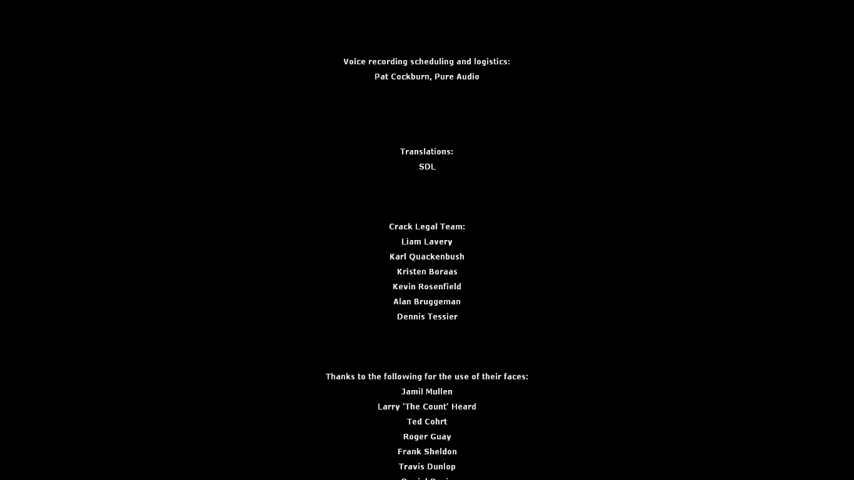 Voice recording scheduling and logistics:
Pat Cockburn, Pure Audio
Translations:
SDL
Crack Legal Team:
Liam Lavery
Karl Quackenbush
Kristen Boraas
Kevin Rosenfield
Alan Bruggeman
Dennis Tessier
Thanks to the following for the use of their faces:
Jamil Mullen
Larry 'The Count' Heard
Ted Cohrt
Roger Guay
Frank Sheldon
Travis Dunlop